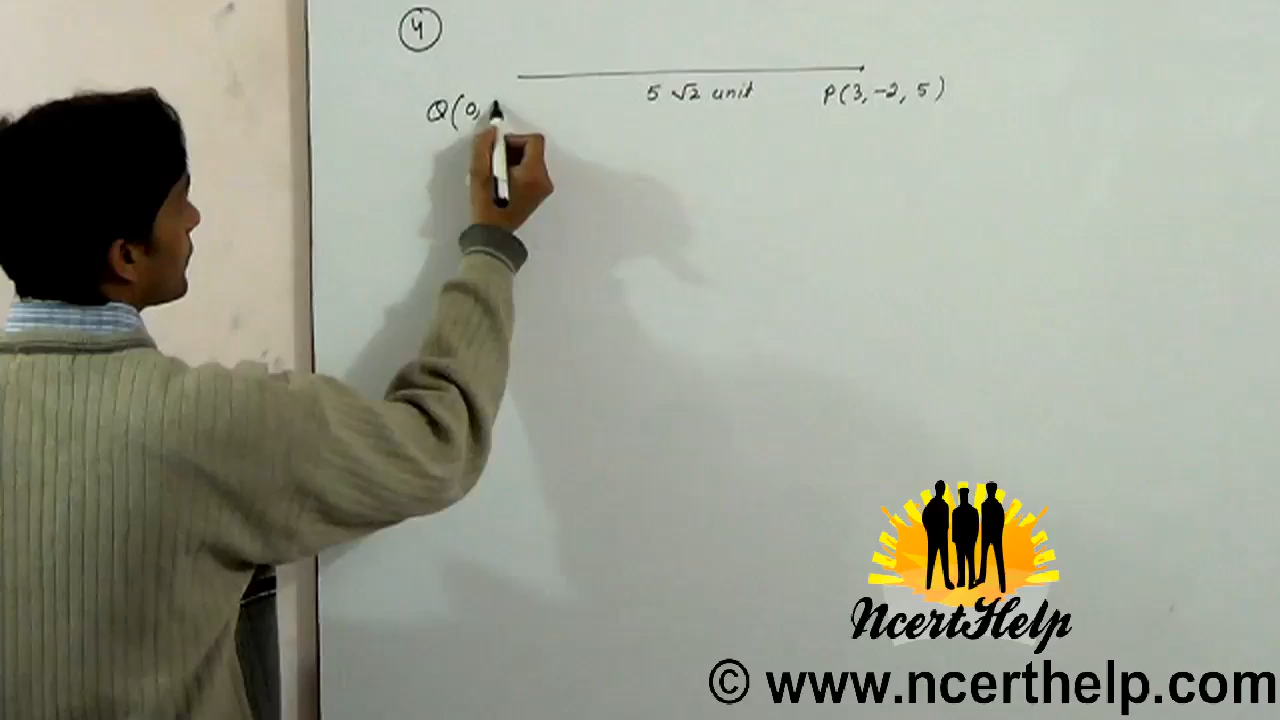 4
5 √2 unit P(3, -2, 5)
Q(0,
NcertHelp
© www.ncerthelp.com